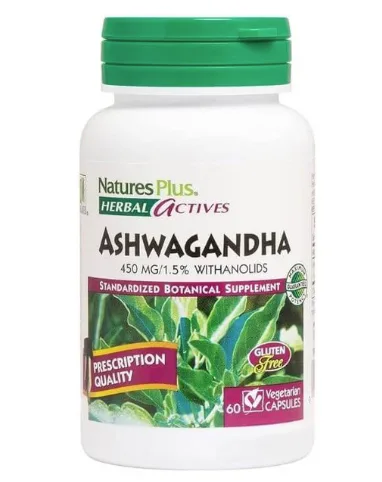 NaturesPlus®
HERBAL actives
ASHWAGANDHA
450 MG/1.5% WITHANOLIDS
STANDARDIZED BOTANICAL SUPPLEMENT
PRESCRIPTION
QUALITY
GLUTEN
Free
60 Vegetarian
CAPSULES